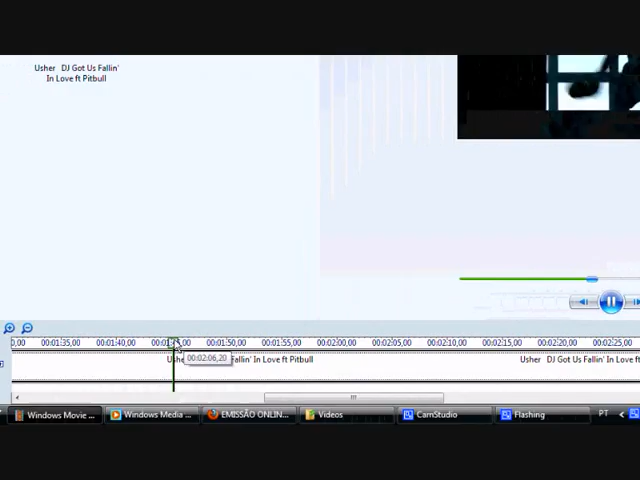 Usher DJ Got Us Fallin'
In Love ft Pitbull
0,00 00:01:35,00 00:01:40,00 00:01:50,00 00:01:55,00 00:02:00,00 00:02:05,00 00:02:10,00 00:02:15,00 00:02:20,00 00:02:25,00
Ushe 00:02:06,20 allin' In Love ft Pitbull Usher DJ Got Us Fallin' In Love ft Pitbull
Windows Movie ... Windows Media ... EMISSÃO ONLIN... Videos CamStudio Flashing PT